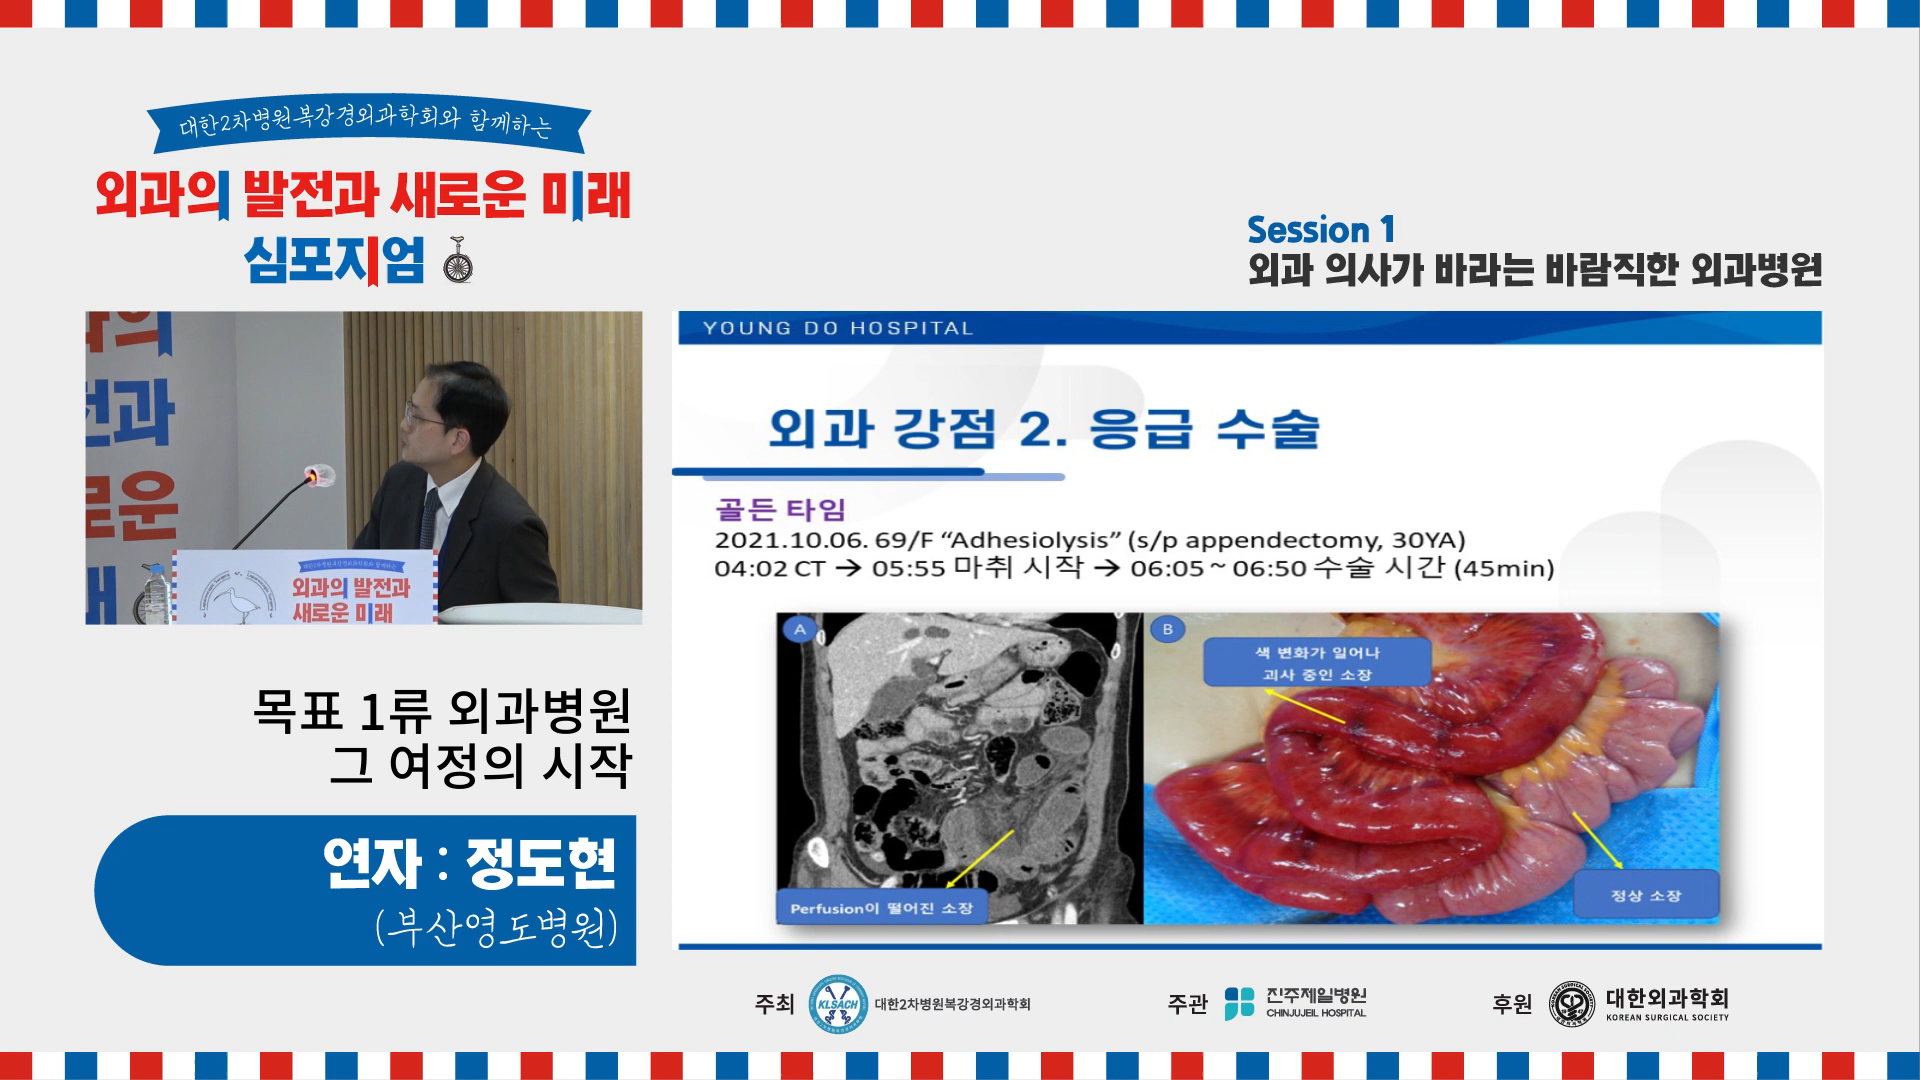 대한2차병원복강경외과학회와 함께하는
외과의 발전과 새로운 미래
심포지엄
Session 1
외과 의사가 바라는 바람직한 외과병원
외과의
전과
로운
외과의 발전과
새로운 미래
YOUNG DO HOSPITAL
외과 강점 2. 응급 수술
골든 타임
2021.10.06. 69/F “Adhesiolysis” (s/p appendectomy, 30YA)
04:02 CT → 05:55 마취 시작 → 06:05 ~ 06:50 수술 시간 (45min)
A
B
색 변화가 일어나
괴사 중인 소장
Perfusion이 떨어진 소장
정상 소장
목표 1류 외과병원
그 여정의 시작
연자 : 정도현
(부산영도병원)
주최
KLSACH
대한2차병원복강경외과학회
주관
진주제일병원
CHINJUJEIL HOSPITAL
후원
대한외과학회
KOREAN SURGICAL SOCIETY